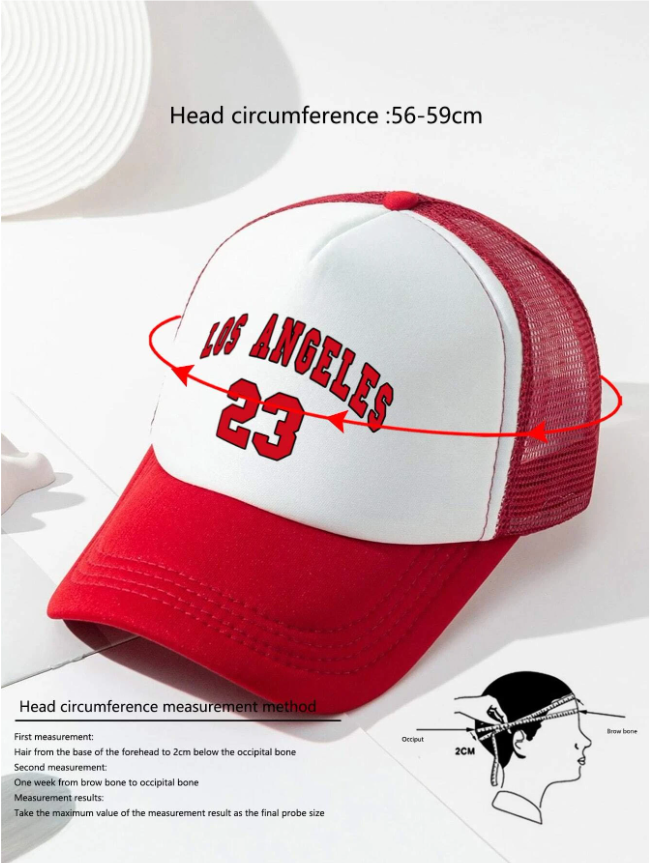 Head circumference :56-59cm
LOS ANGELES
23
Head circumference measurement method
First measurement:
Hair from the base of the forehead to 2cm below the occipital bone
Second measurement:
One week from brow bone to occipital bone
Measurement results:
Take the maximum value of the measurement result as the final probe size
Occiput
2CM
Brow bone